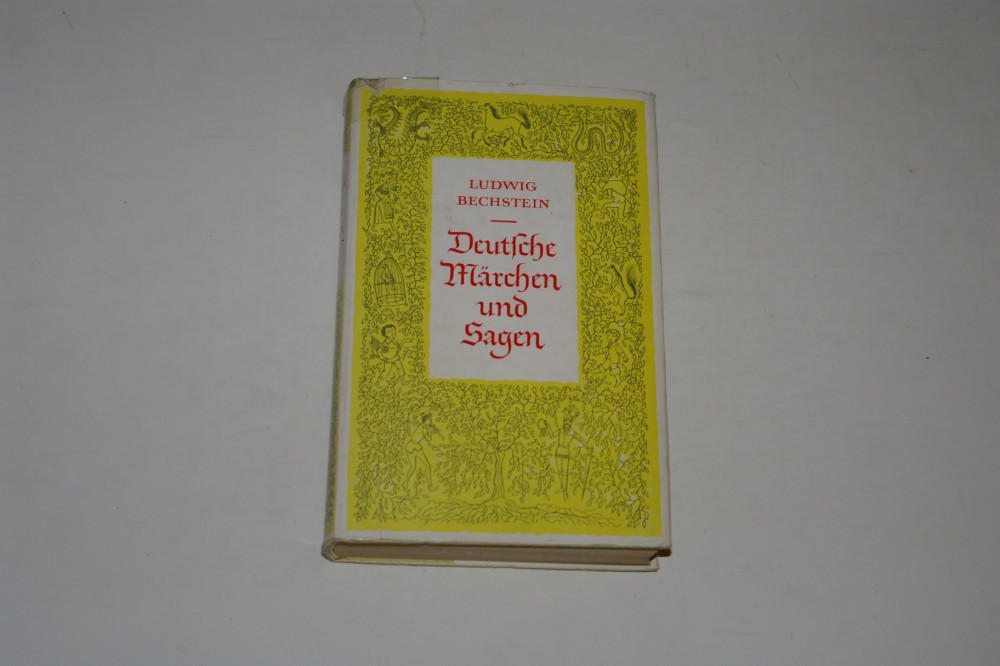 LUDWIG
BECHSTEIN
Deutſche
Märchen
und
Sagen